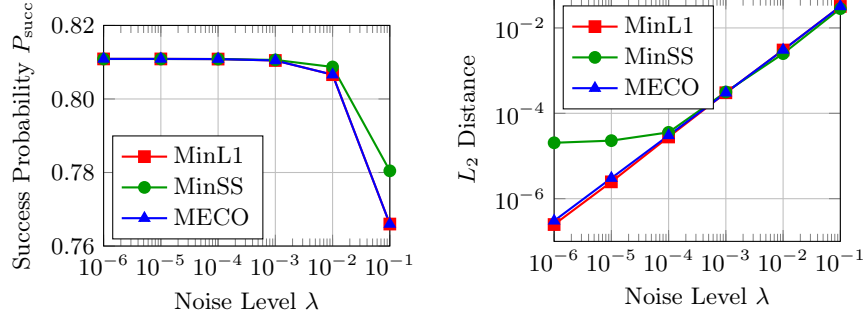 0.82
0.80
0.78
0.76
Success Probability P_succ
MinL1
MinSS
MECO
10^−6 10^−5 10^−4 10^−3 10^−2 10^−1
Noise Level λ
10^−2
10^−4
10^−6
L_2 Distance
MinL1
MinSS
MECO
10^−6 10^−5 10^−4 10^−3 10^−2 10^−1
Noise Level λ